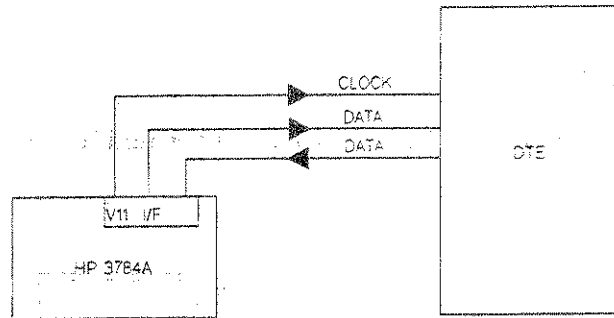 CLOCK
DATA
DATA
DTE
V11 I/F
HP 3784A